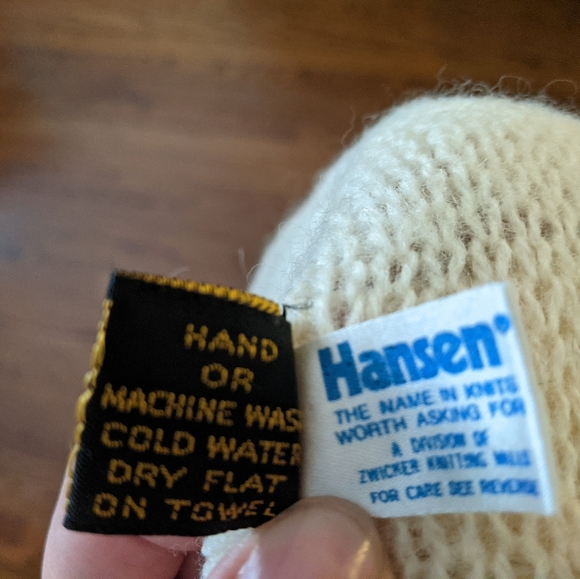 HAND
OR
MACHINE WAS
COLD WATER
DRY FLAT
ON TOWEL
Hansen'
THE NAME IN KNITS
WORTH ASKING FOR
A DIVISION OF
ZWICKER KNITTING MILLS
FOR CARE SEE REVERSE